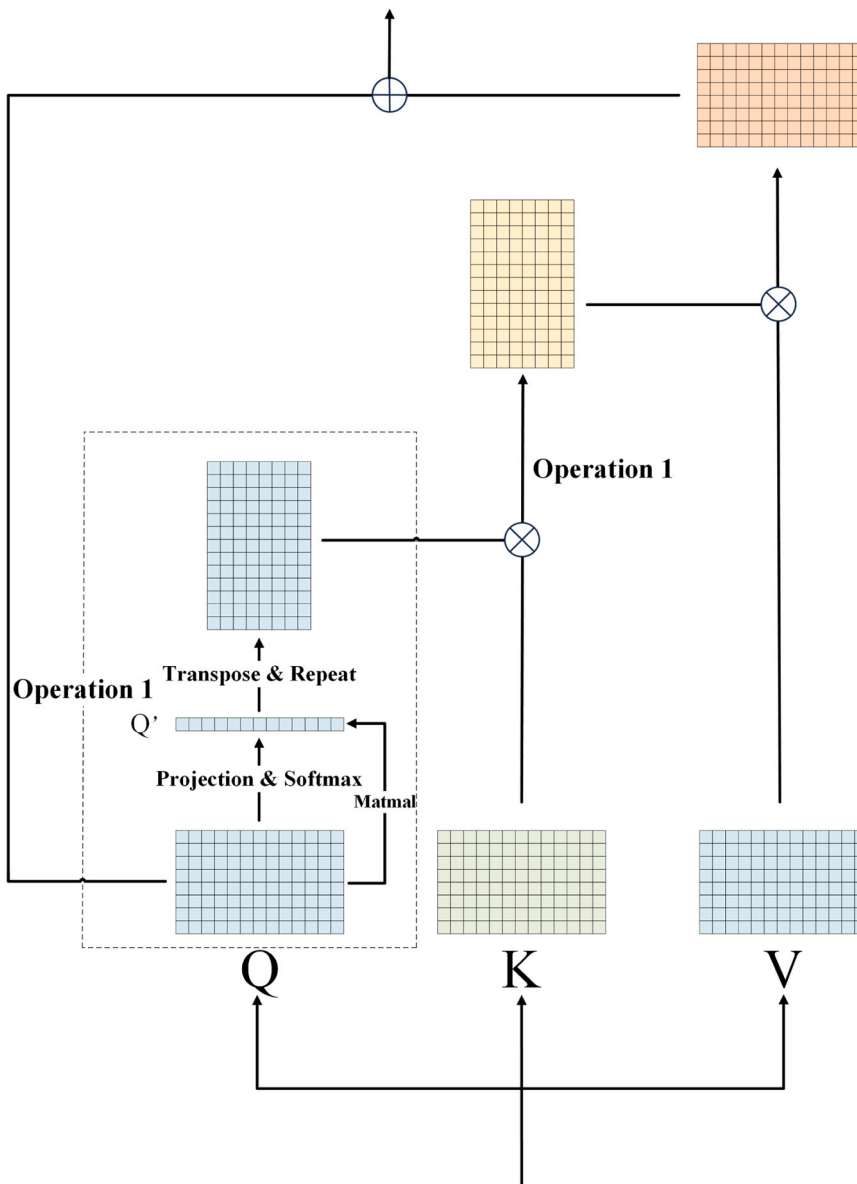 Operation 1
Transpose & Repeat
Operation 1
Q’
Projection & Softmax
Matmal
Q
K
V